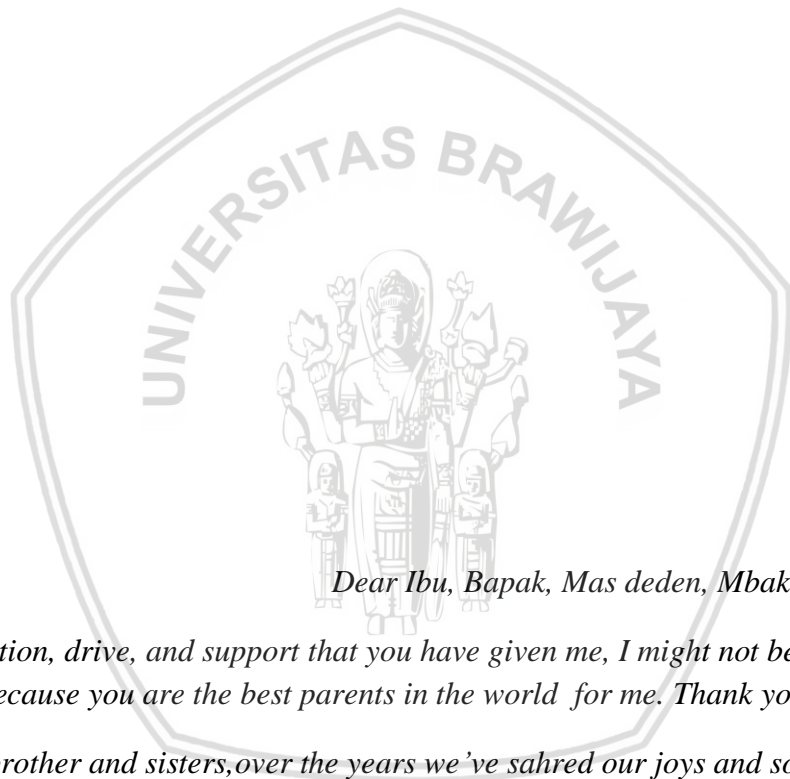 UNIVERSITAS BRAWIJAYA
Dear Ibu, Bapak, Mas deden, Mbak
tion, drive, and support that you have given me, I might not be
ecause you are the best parents in the world for me. Thank yo
rother and sisters,over the years we've sahred our joys and so